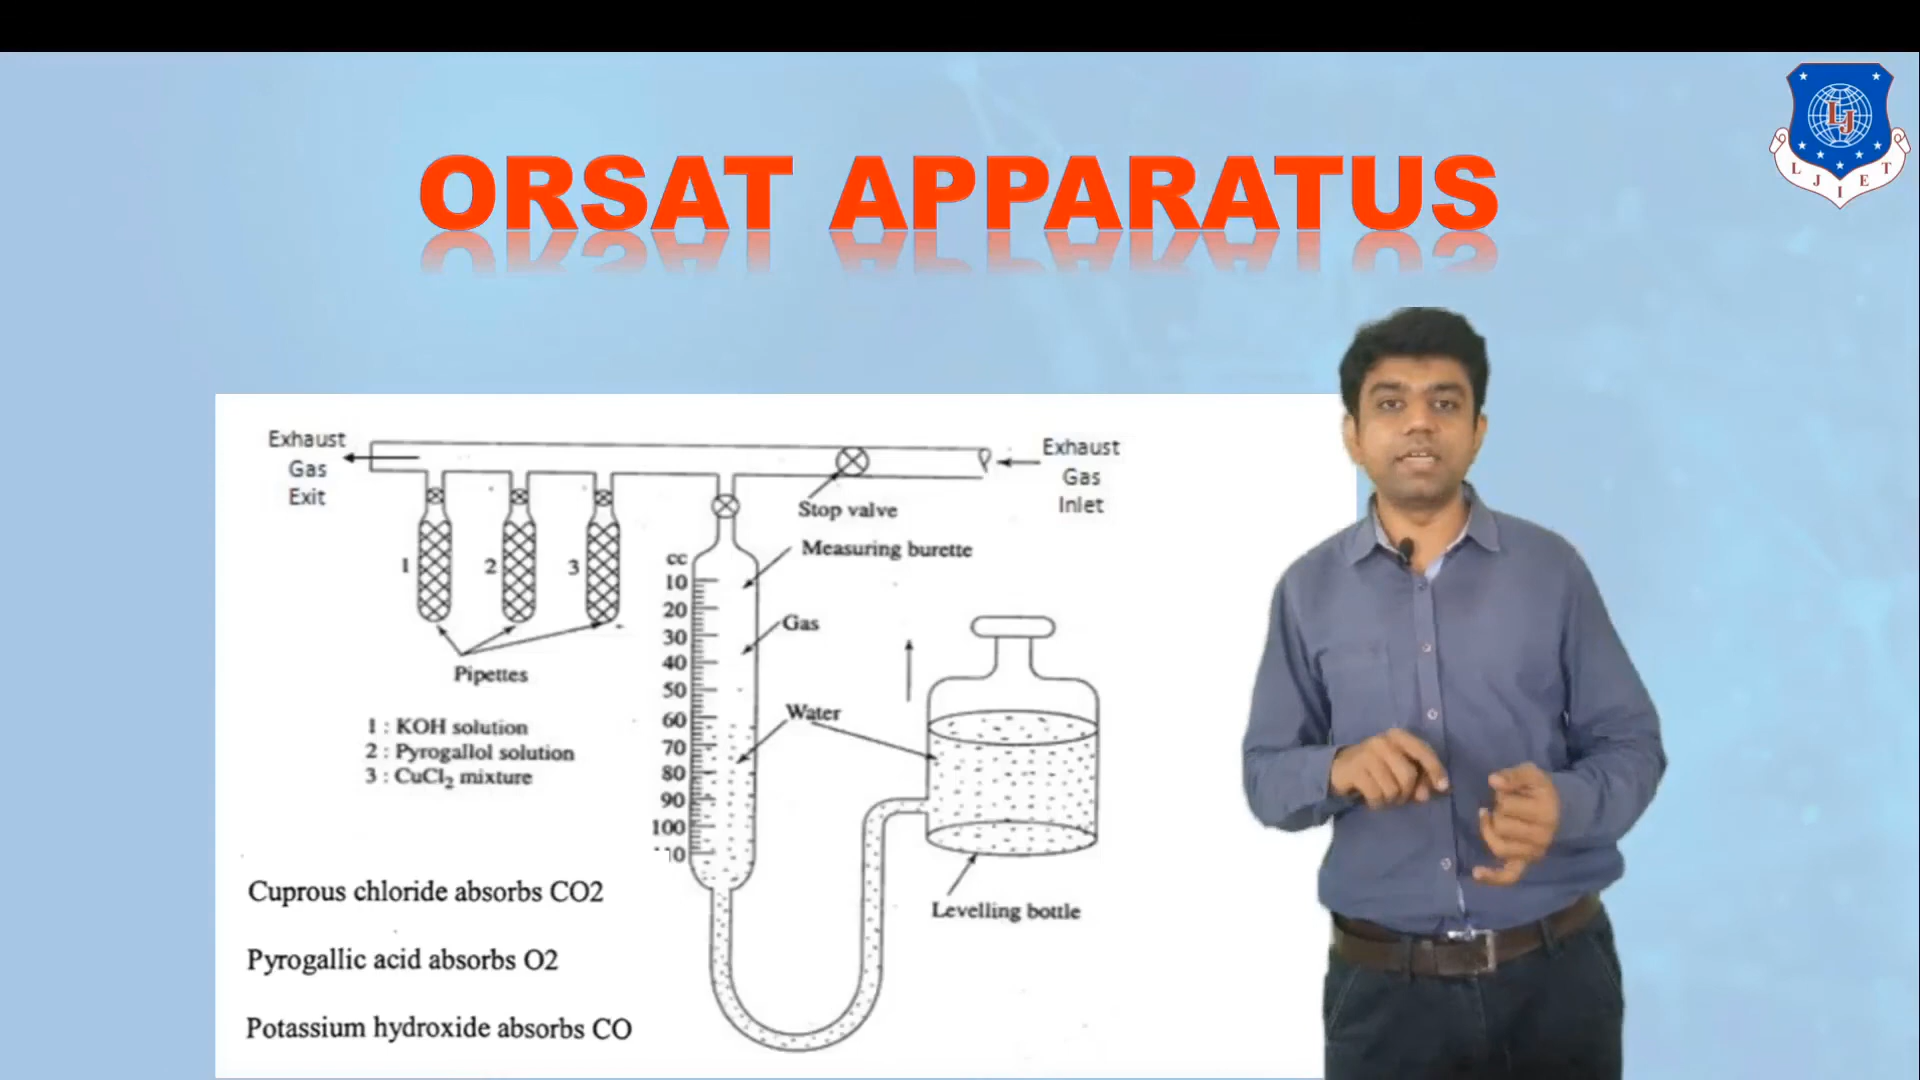 ORSAT APPARATUS
LJ
L J I E T
Exhaust
Gas
Exit
Exhaust
Gas
Inlet
Stop valve
Measuring burette
1
2
3
cc
10
20
30
40
50
60
70
80
90
100
Gas
Pipettes
Water
1 : KOH solution
2 : Pyrogallol solution
3 : CuCl₂ mixture
Cuprous chloride absorbs CO2
Levelling bottle
Pyrogallic acid absorbs O2
Potassium hydroxide absorbs CO